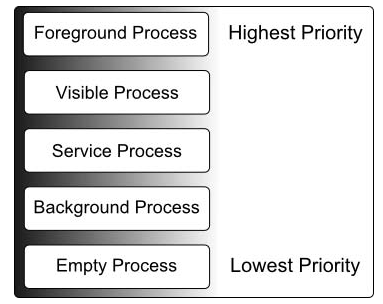 Foreground Process Highest Priority
Visible Process
Service Process
Background Process
Empty Process Lowest Priority